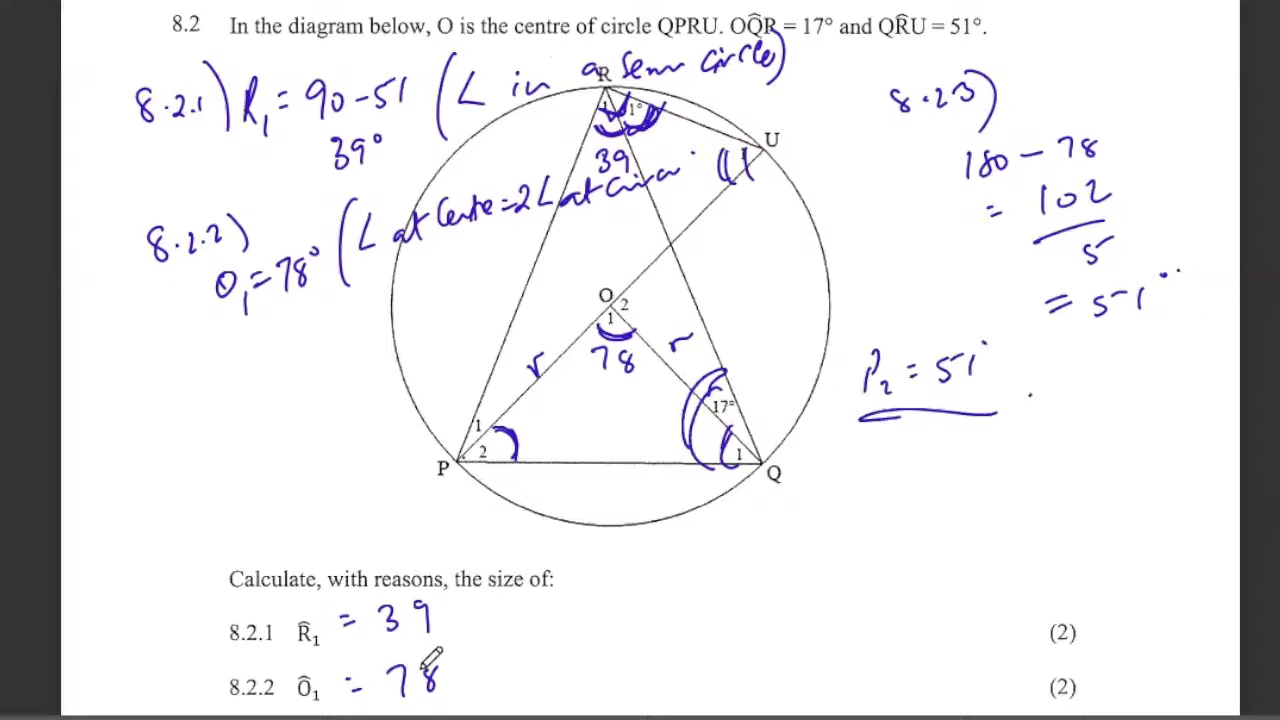 8.2 In the diagram below, O is the centre of circle QPRU. OQ̂R = 17° and QR̂U = 51°.
8.2.1) R₁ = 90 - 51 (∠ in a semi circle)
39°
8.2.2)
O₁ = 78° (∠ at centre = 2∠ at circum
8.2.3)
180 - 78
= 102
= 51°
P₂ = 51°
R
1
1°
39
U
O
2
1
78
r
r
17°
1
2
1
P
Q
Calculate, with reasons, the size of:
8.2.1 R̂₁ = 39 (2)
8.2.2 Ô₁ = 78 (2)